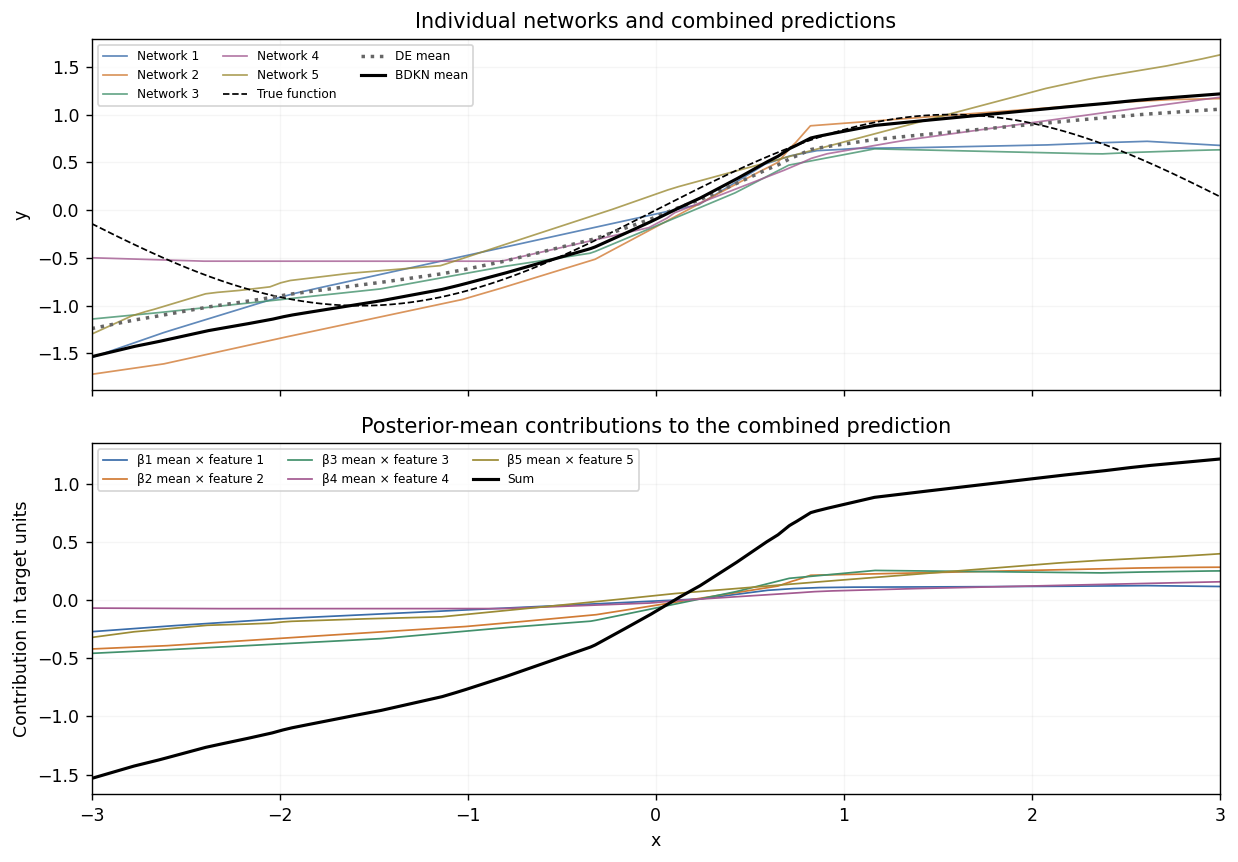 Individual networks and combined predictions
Network 1
Network 2
Network 3
Network 4
Network 5
True function
DE mean
BDKN mean
1.5
1.0
0.5
0.0
−0.5
−1.0
−1.5
y
Posterior-mean contributions to the combined prediction
β1 mean × feature 1
β2 mean × feature 2
β3 mean × feature 3
β4 mean × feature 4
β5 mean × feature 5
Sum
1.0
0.5
0.0
−0.5
−1.0
−1.5
Contribution in target units
−3
−2
−1
0
1
2
3
x